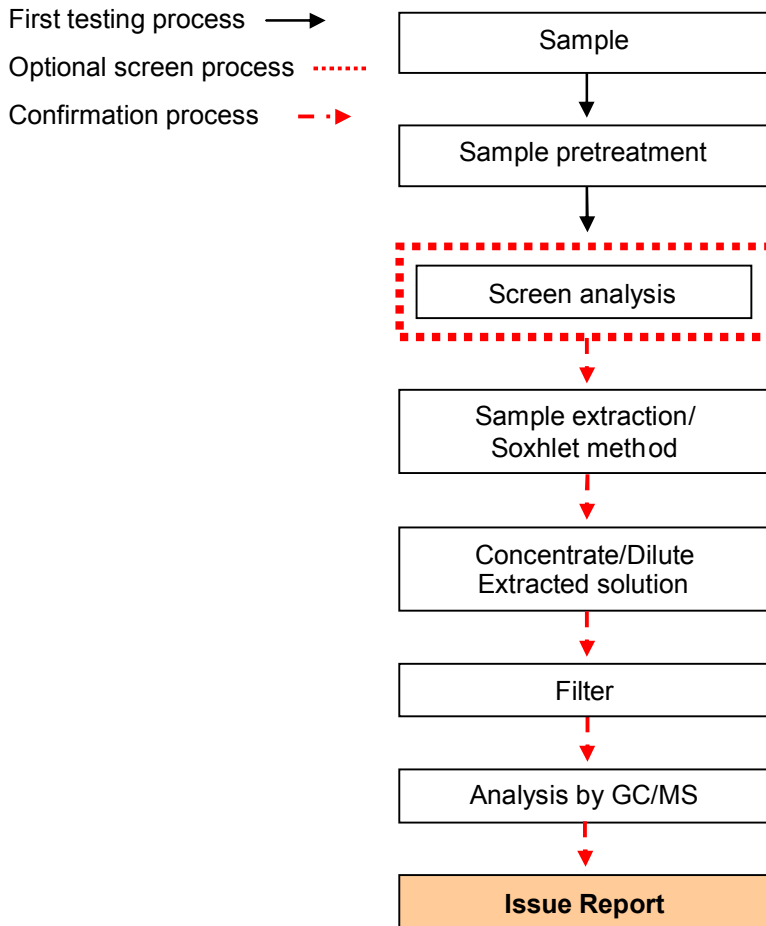 First testing process
Optional screen process
Confirmation process
Sample
Sample pretreatment
Screen analysis
Sample extraction/
Soxhlet method
Concentrate/Dilute
Extracted solution
Filter
Analysis by GC/MS
Issue Report